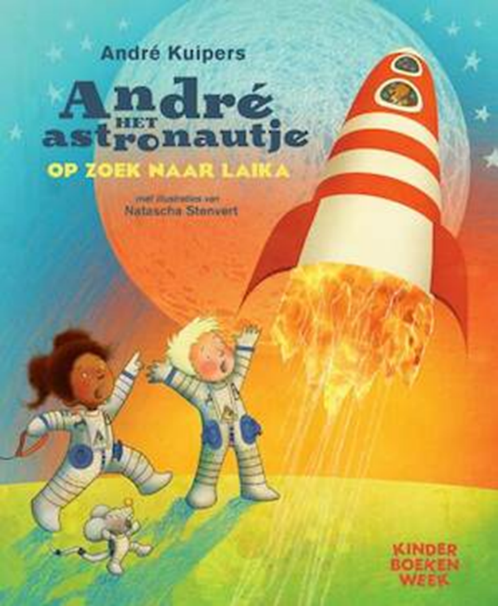 André Kuipers
André
HET
astronautje
OP ZOEK NAAR LAIKA
met illustraties van
Natascha Stenvert
KINDER
BOEKEN
WEEK